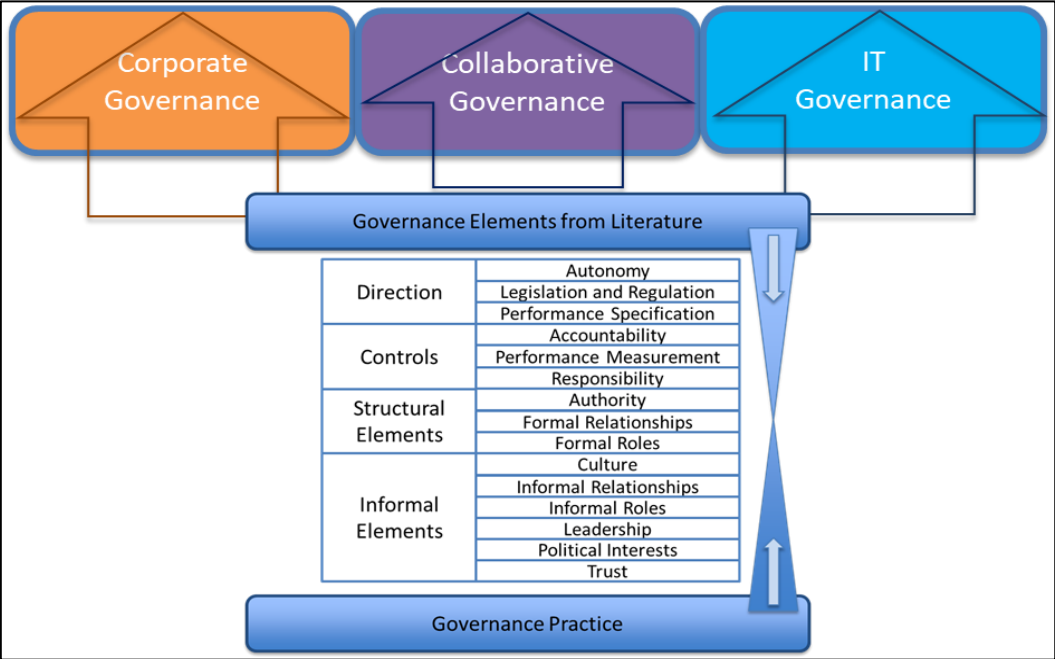 Corporate
Governance
Collaborative
Governance
IT
Governance
Governance Elements from Literature
Direction
Autonomy
Legislation and Regulation
Performance Specification
Controls
Accountability
Performance Measurement
Responsibility
Structural
Elements
Authority
Formal Relationships
Formal Roles
Informal
Elements
Culture
Informal Relationships
Informal Roles
Leadership
Political Interests
Trust
Governance Practice